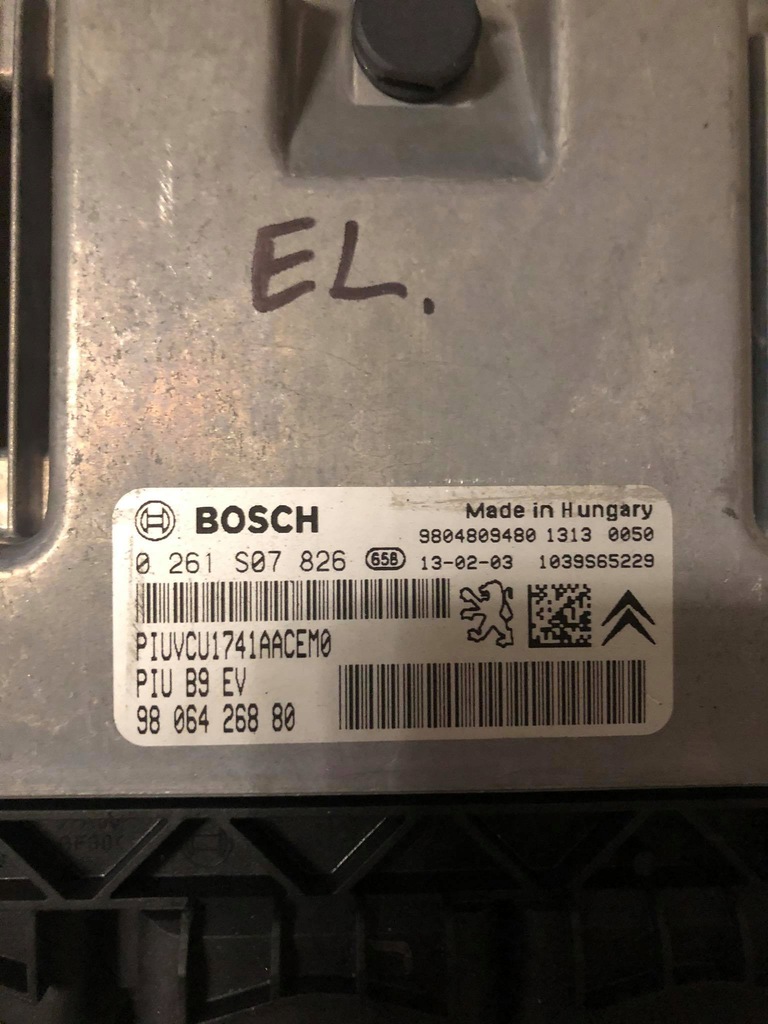 EL.
BOSCH
Made in Hungary
9804809480 1313 0050
0 261 S07 826 658 13-02-03 1039S65229
PIUVCU1741AACEM0
PIU B9 EV
98 064 268 80